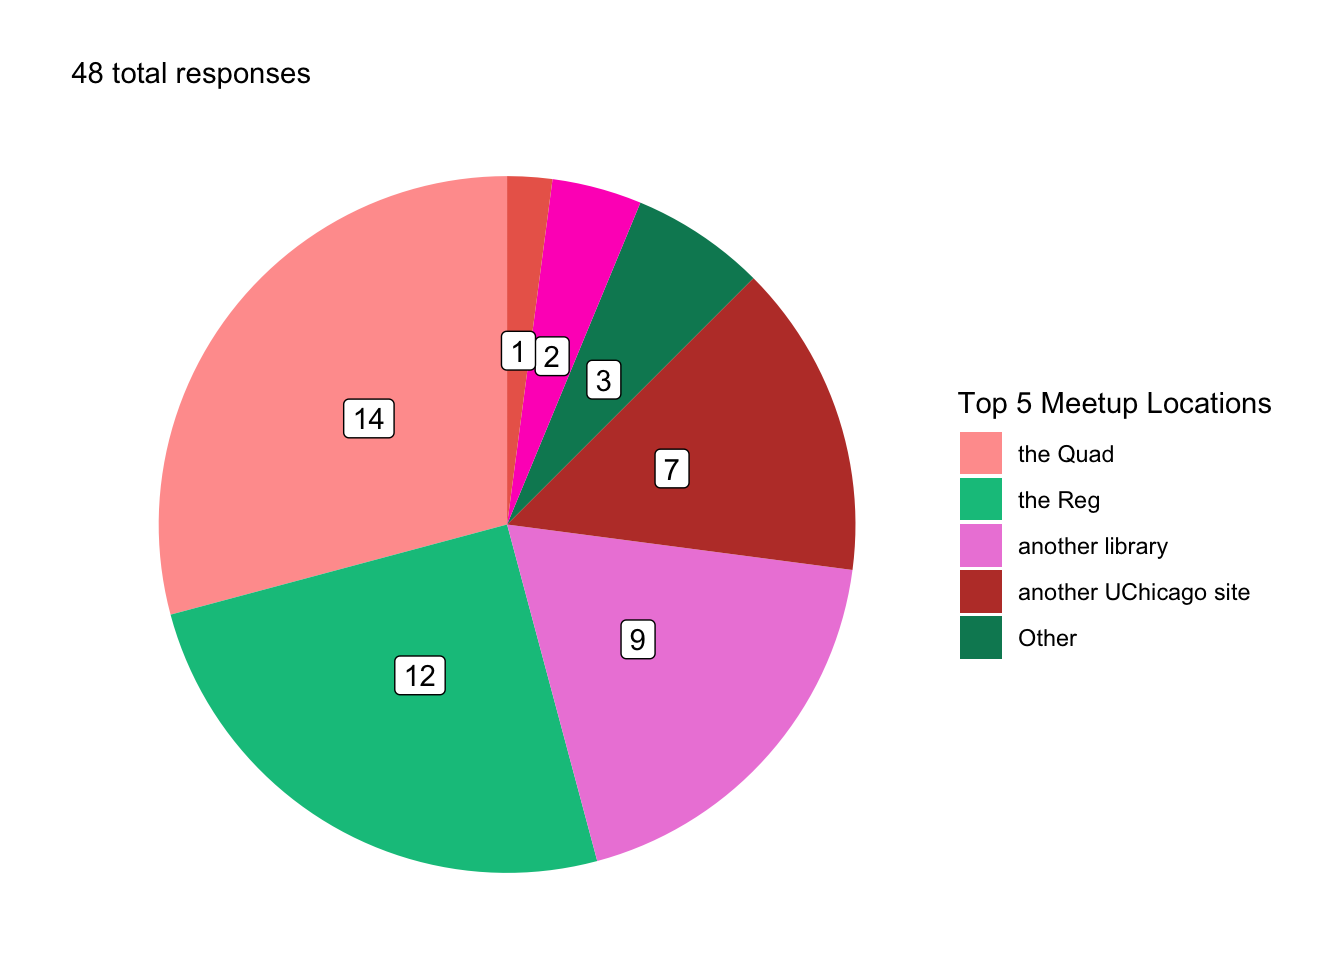 48 total responses
1
2
3
14
7
9
12
Top 5 Meetup Locations
the Quad
the Reg
another library
another UChicago site
Other